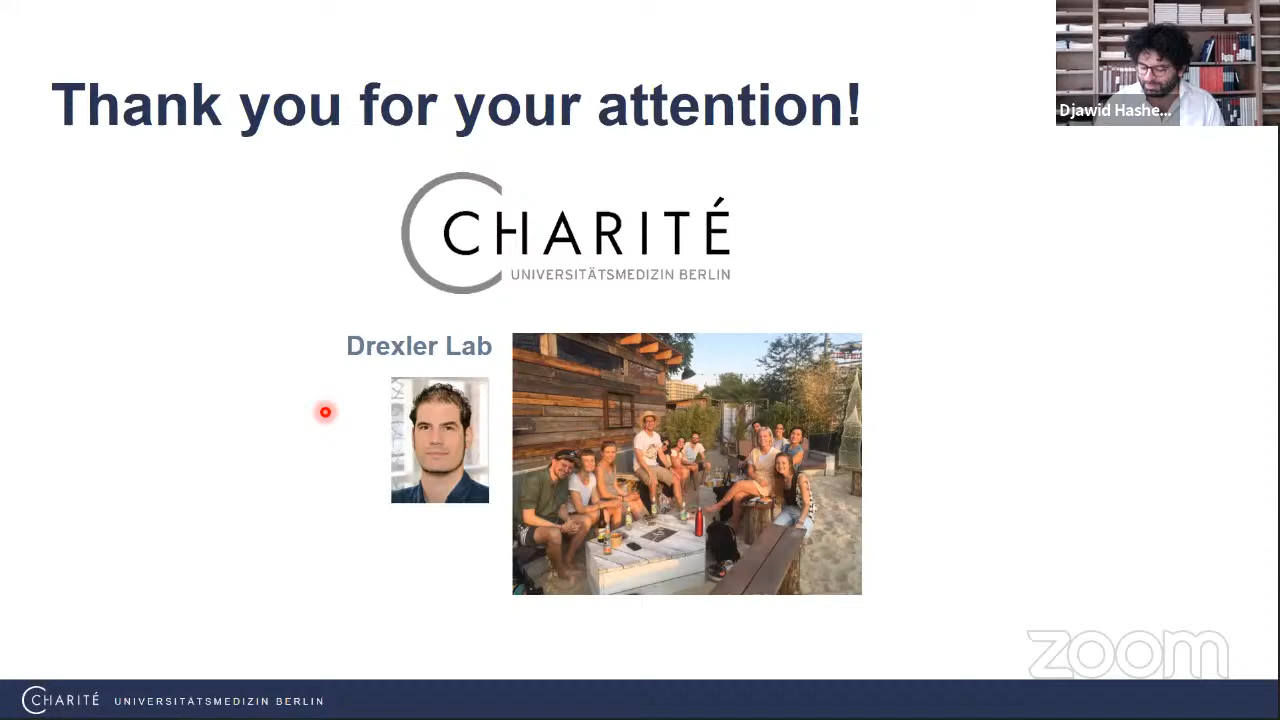 Thank you for your attention!
Djawid Hashe...
CHARITÉ
UNIVERSITÄTSMEDIZIN BERLIN
Drexler Lab
zoom
CHARITÉ UNIVERSITÄTSMEDIZIN BERLIN